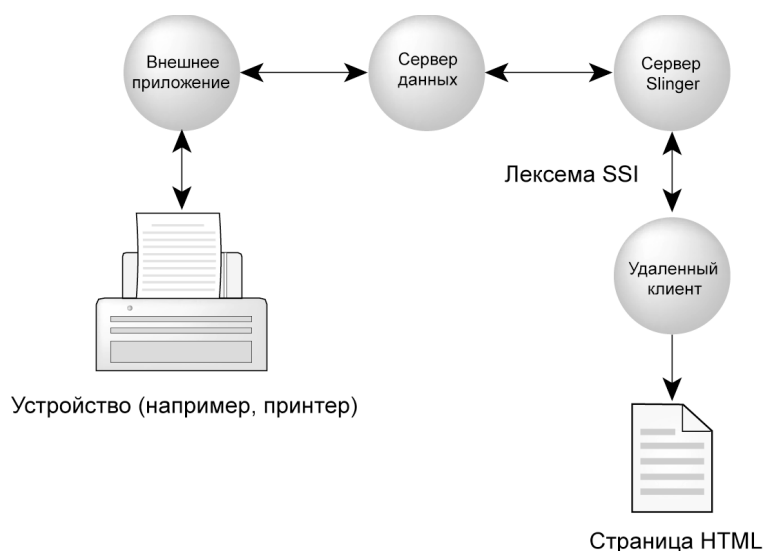 Внешнее
приложение
Сервер
данных
Сервер
Slinger
Лексема SSI
Удаленный
клиент
Устройство (например, принтер)
Страница HTML